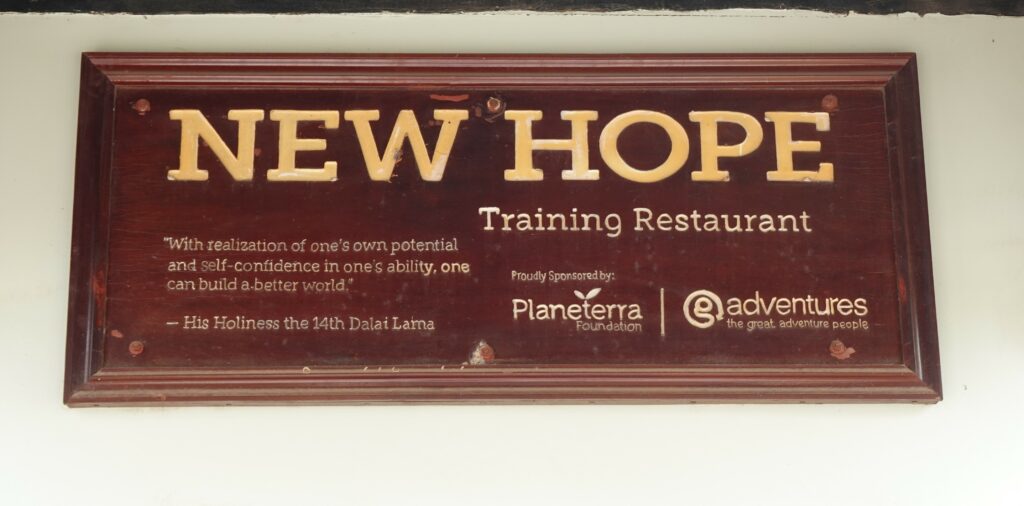 NEW HOPE
Training Restaurant
"With realization of one's own potential
and self-confidence in one's ability, one
can build a better world."
— His Holiness the 14th Dalai Lama
Proudly Sponsored by:
Planeterra
Foundation
g adventures
the great adventure people